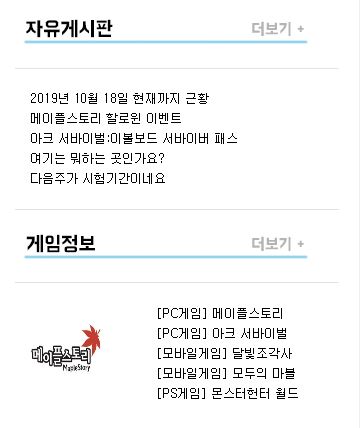 자유게시판
더보기 +
2019년 10월 18일 현재까지 근황
메이플스토리 할로윈 이벤트
아크 서바이벌:이볼보드 서바이버 패스
여기는 뭐하는 곳인가요?
다음주가 시험기간이네요
게임정보
더보기 +
메이플스토리
MapleStory
[PC게임] 메이플스토리
[PC게임] 아크 서바이벌
[모바일게임] 달빛조각사
[모바일게임] 모두의 마블
[PS게임] 몬스터헌터 월드